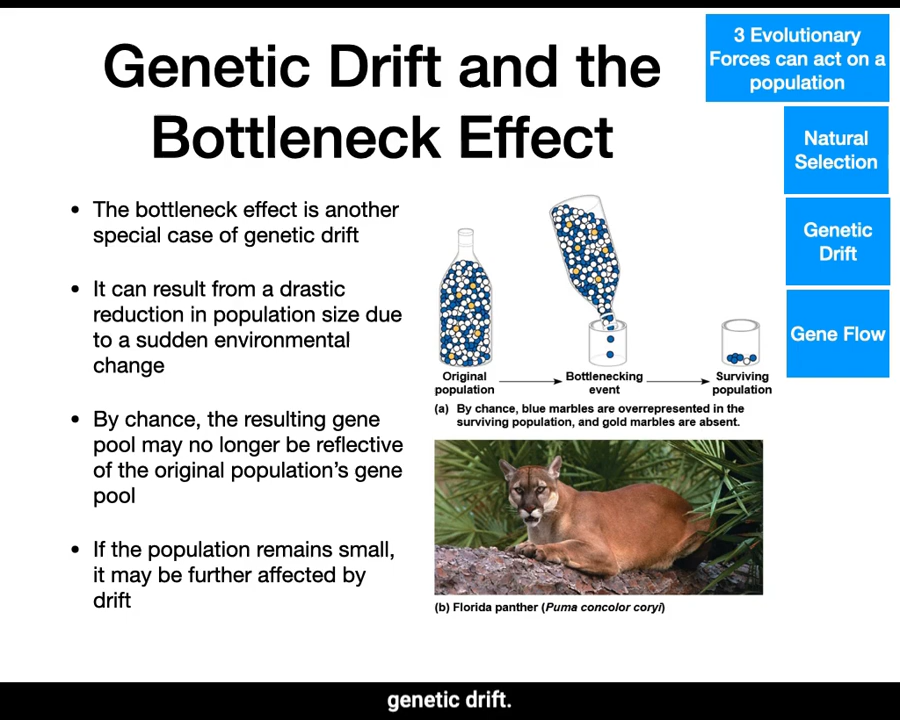 Genetic Drift and the
Bottleneck Effect
3 Evolutionary
Forces can act on a
population
Natural
Selection
Genetic
Drift
Gene Flow
• The bottleneck effect is another
special case of genetic drift
• It can result from a drastic
reduction in population size due
to a sudden environmental
change
• By chance, the resulting gene
pool may no longer be reflective
of the original population's gene
pool
• If the population remains small,
it may be further affected by
drift
Original
population
Bottlenecking
event
Surviving
population
(a) By chance, blue marbles are overrepresented in the
surviving population, and gold marbles are absent.
(b) Florida panther (Puma concolor coryi)
genetic drift.